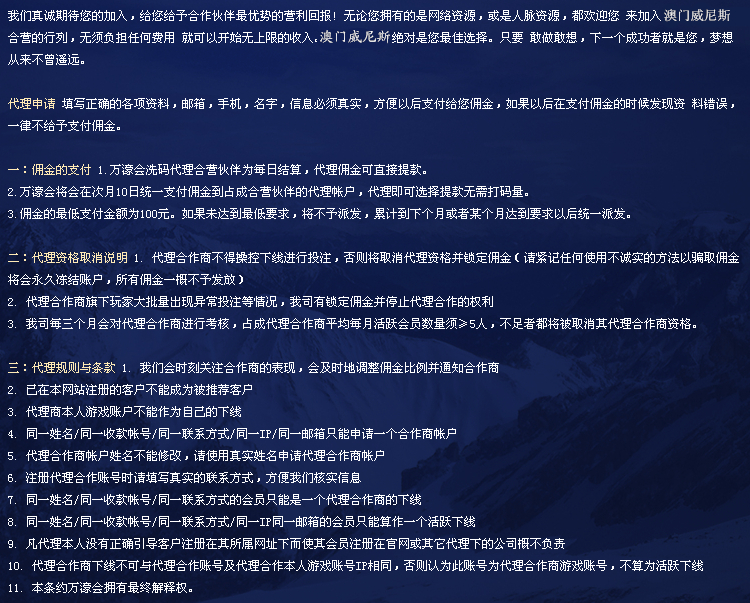 我们真诚期待您的加入，给您给予合作伙伴最优势的营利回报！无论您拥有的是网络资源，或是人脉资源，都欢迎您 来加入澳门威尼斯
合营的行列，无须负担任何费用 就可以开始无上限的收入.澳门威尼斯绝对是您最佳选择。只要 敢做敢想，下一个成功者就是您，梦想
从来不曾遥远。
代理申请 填写正确的各项资料，邮箱，手机，名字，信息必须真实，方便以后支付给您佣金，如果以后在支付佣金的时候发现资 料错误，
一律不给予支付佣金。
一：佣金的支付 1.万濠会洗码代理合营伙伴为每日结算，代理佣金可直接提款。
2.万濠会将会在次月10日统一支付佣金到占成合营伙伴的代理帐户，代理即可选择提款无需打码量。
3.佣金的最低支付金额为100元。如果未达到最低要求，将不予派发，累计到下个月或者某个月达到要求以后统一派发。
二：代理资格取消说明 1. 代理合作商不得操控下线进行投注，否则将取消代理资格并锁定佣金（请紧记任何使用不诚实的方法以骗取佣金
将会永久冻结账户，所有佣金一概不予发放）
2. 代理合作商旗下玩家大批量出现异常投注等情况，我司有锁定佣金并停止代理合作的权利
3. 我司每三个月会对代理合作商进行考核，占成代理合作商平均每月活跃会员数量须≥5人，不足者都将被取消其代理合作商资格。
三：代理规则与条款 1. 我们会时刻关注合作商的表现，会及时地调整佣金比例并通知合作商
2. 已在本网站注册的客户不能成为被推荐客户
3. 代理商本人游戏账户不能作为自己的下线
4. 同一姓名/同一收款帐号/同一联系方式/同一IP/同一邮箱只能申请一个合作商帐户
5. 代理合作商帐户姓名不能修改，请使用真实姓名申请代理合作商帐户
6. 注册代理合作账号时请填写真实的联系方式，方便我们核实信息
7. 同一姓名/同一收款帐号/同一联系方式的会员只能是一个代理合作商的下线
8. 同一姓名/同一收款帐号/同一联系方式/同一IP同一邮箱的会员只能算作一个活跃下线
9. 凡代理本人没有正确引导客户注册在其所属网址下而使其会员注册在官网或其它代理下的公司概不负责
10. 代理合作商下线不可与代理合作账号及代理合作本人游戏账号IP相同，否则认为此账号为代理合作商游戏账号，不算为活跃下线
11. 本条约万濠会拥有最终解释权。